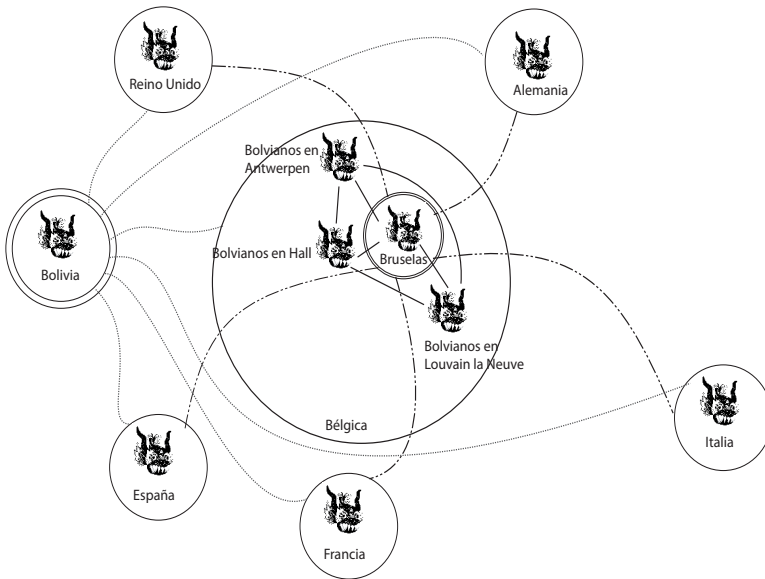 Reino Unido
Alemania
Bolvianos en
Antwerpen
Bolivia
Bolvianos en Hall
Bruselas
Bolvianos en
Louvain la Neuve
Bélgica
Italia
España
Francia